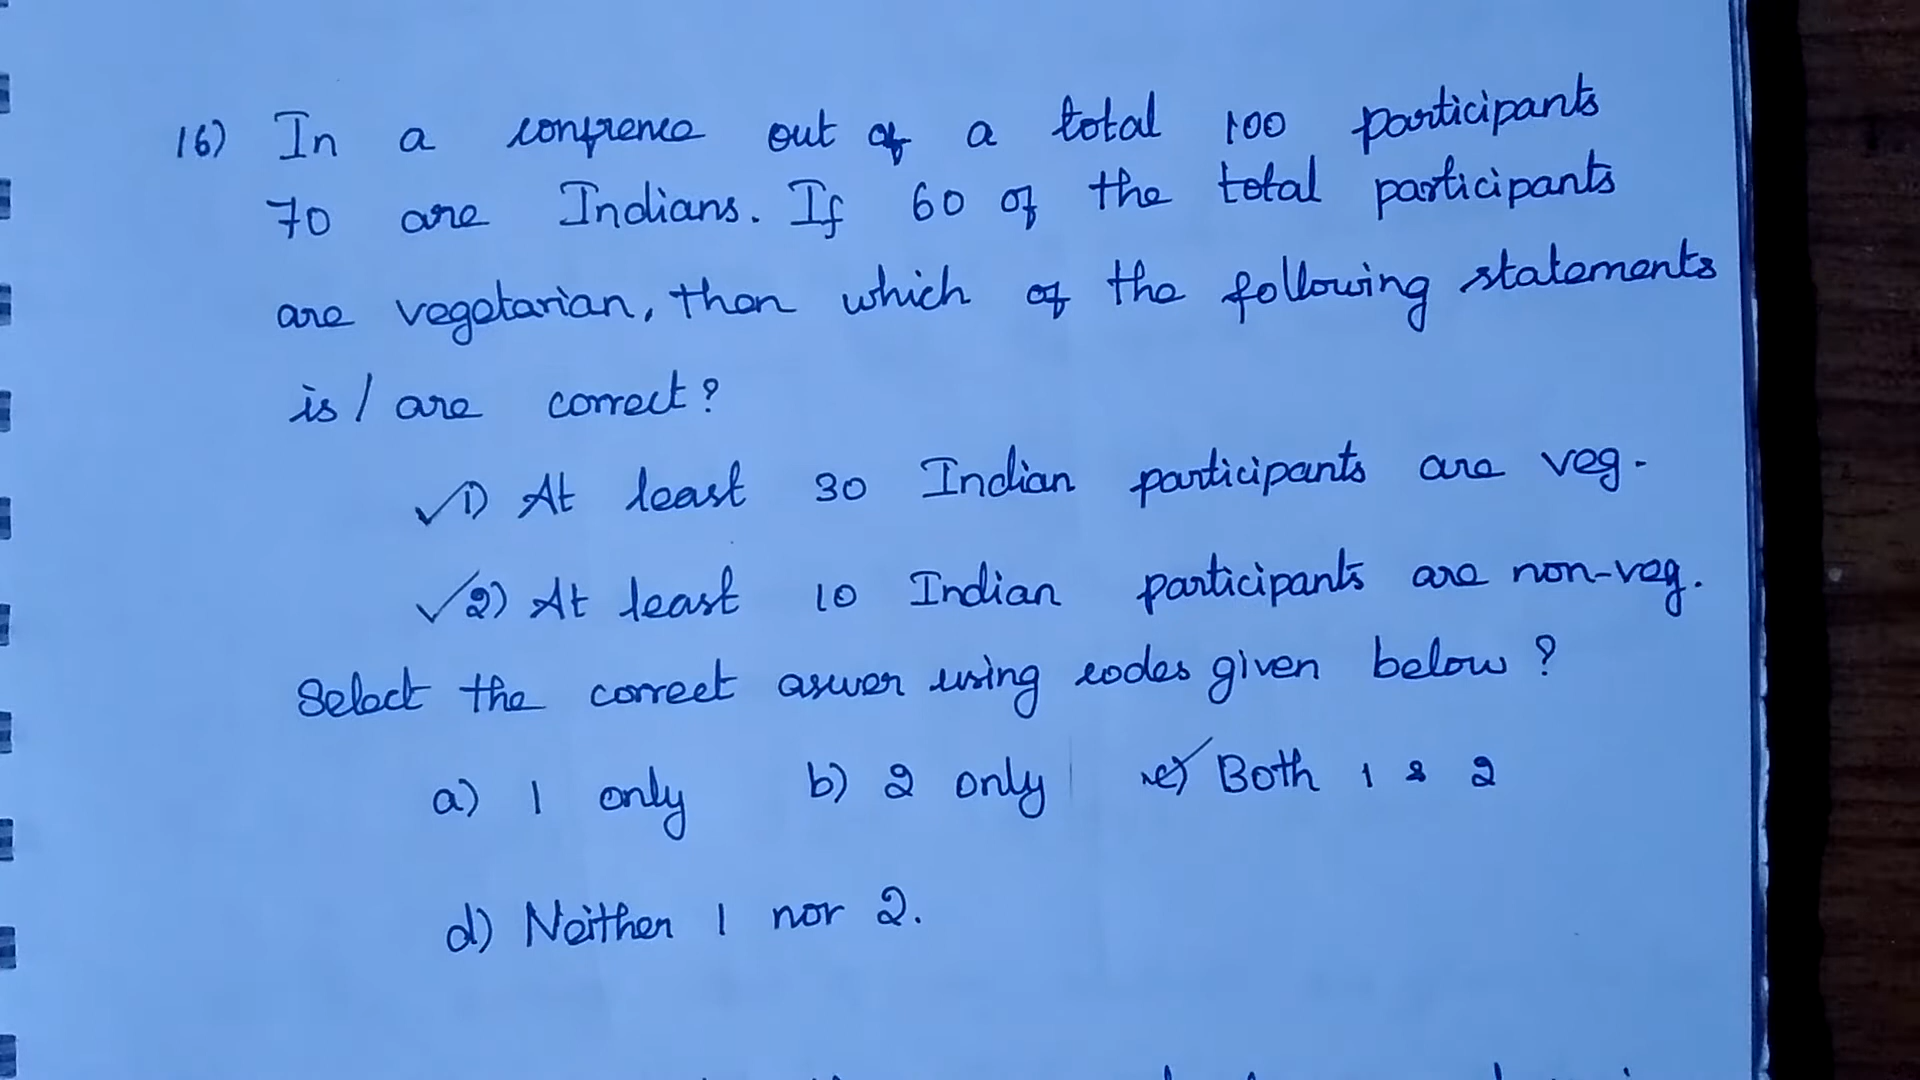 16) In a confrence out of a total 100 participants
70 are Indians. If 60 of the total participants
are vegetarian, then which of the following statements
is / are correct?
✓1) At least 30 Indian participants are veg.
✓2) At least 10 Indian participants are non-veg.
Select the correct aswer using codes given below?
a) 1 only b) 2 only ✓c) Both 1 & 2
d) Neither 1 nor 2.